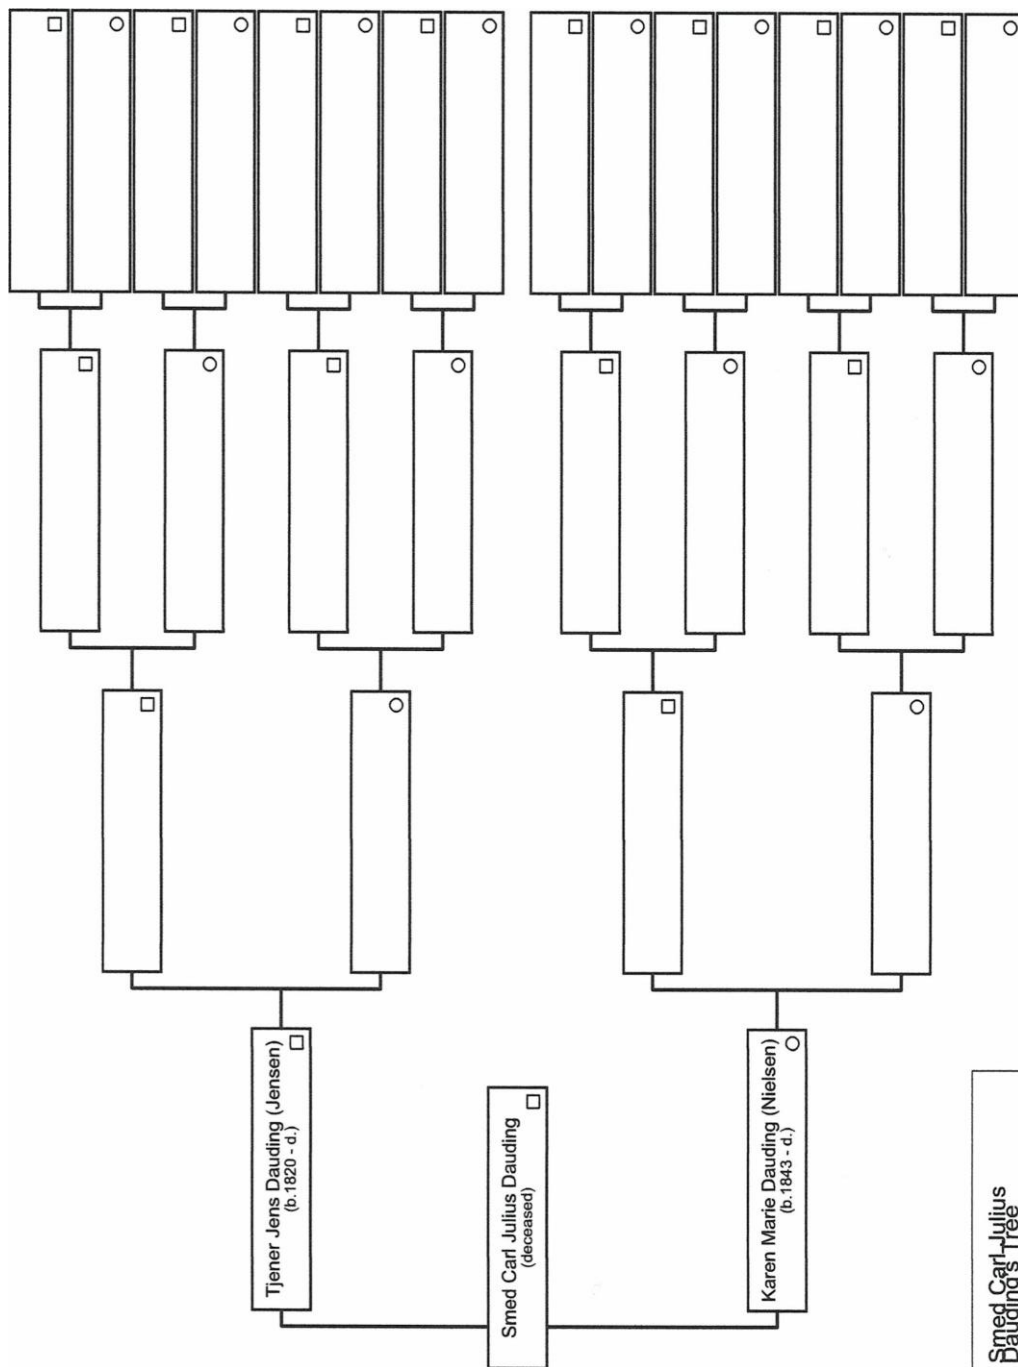 Tjener Jens Dauding (Jensen)
(b.1820 - d.)
Smed Carl Julius Dauding
(deceased)
Karen Marie Dauding (Nielsen)
(b.1843 - d.)
Smed Carl Julius
Dauding's Tree